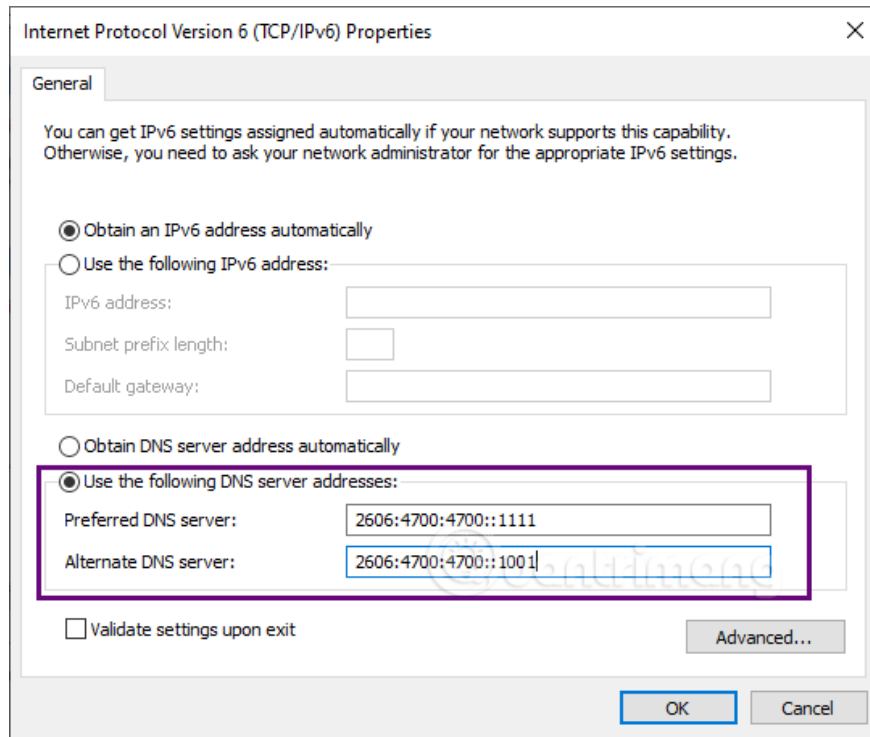 Internet Protocol Version 6 (TCP/IPv6) Properties
General
You can get IPv6 settings assigned automatically if your network supports this capability.
Otherwise, you need to ask your network administrator for the appropriate IPv6 settings.
Obtain an IPv6 address automatically
Use the following IPv6 address:
IPv6 address:
Subnet prefix length:
Default gateway:
Obtain DNS server address automatically
Use the following DNS server addresses:
Preferred DNS server: 2606:4700:4700::1111
Alternate DNS server: 2606:4700:4700::1001
quantrimang
Validate settings upon exit
Advanced...
OK Cancel